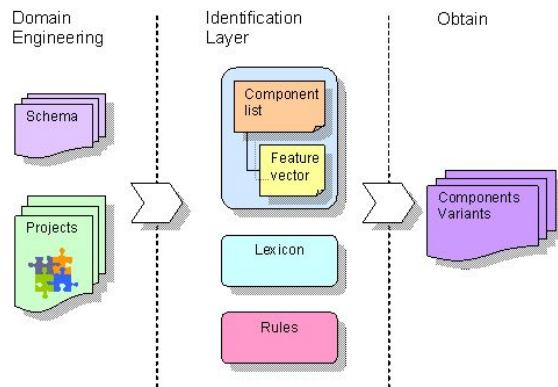 Domain
Engineering
Identification
Layer
Obtain
Schema
Projects
Component
list
Feature
vector
Lexicon
Rules
Components
Variants